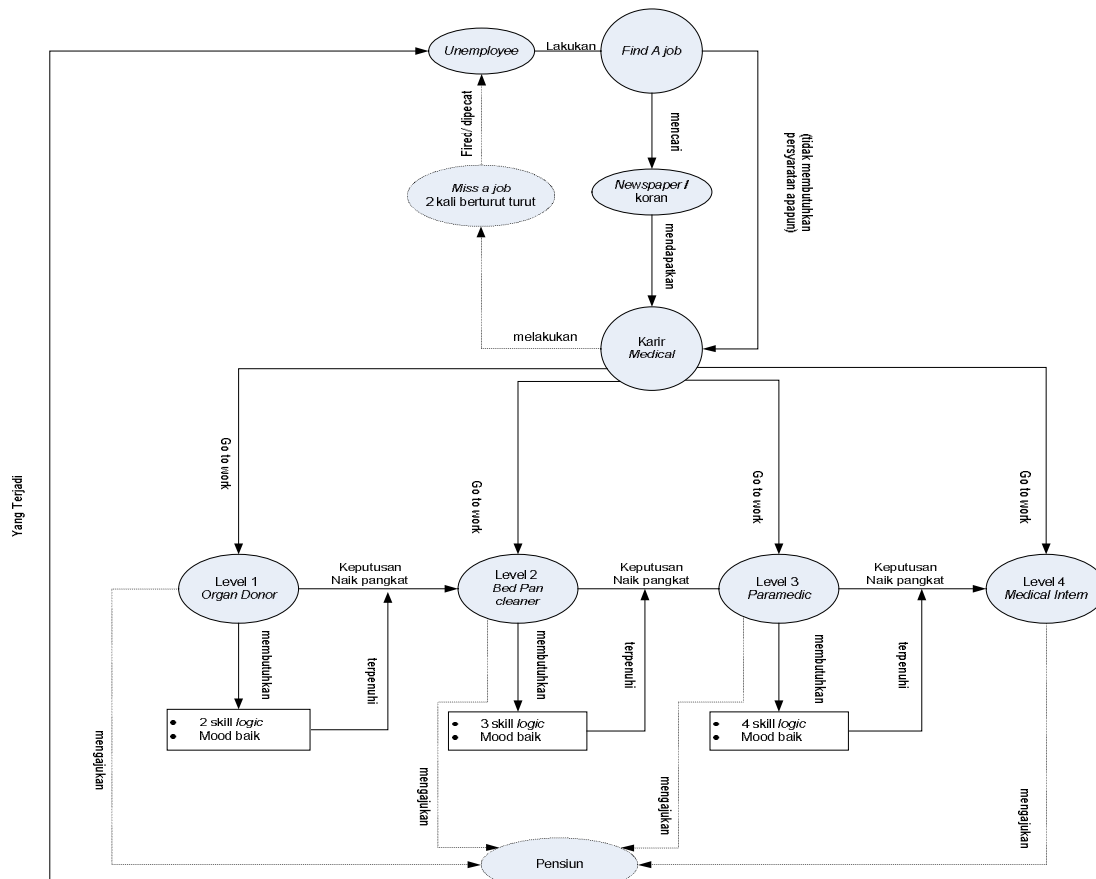 Unemployee
Lakukan
Find A job
Fired/ dipecat
mencari
(tidak membutuhkan
persyaratan apapun)
Miss a job
2 kali berturut turut
Newspaper /
koran
mendapatkan
melakukan
Karir
Medical
Go to work
Go to work
Go to work
Go to work
Yang Terjadi
Level 1
Organ Donor
Keputusan
Naik pangkat
Level 2
Bed Pan
cleaner
Keputusan
Naik pangkat
Level 3
Paramedic
Keputusan
Naik pangkat
Level 4
Medical Intern
membutuhkan
terpenuhi
membutuhkan
terpenuhi
membutuhkan
terpenuhi
• 2 skill logic
• Mood baik
• 3 skill logic
• Mood baik
• 4 skill logic
• Mood baik
mengajukan
mengajukan
mengajukan
mengajukan
Pensiun